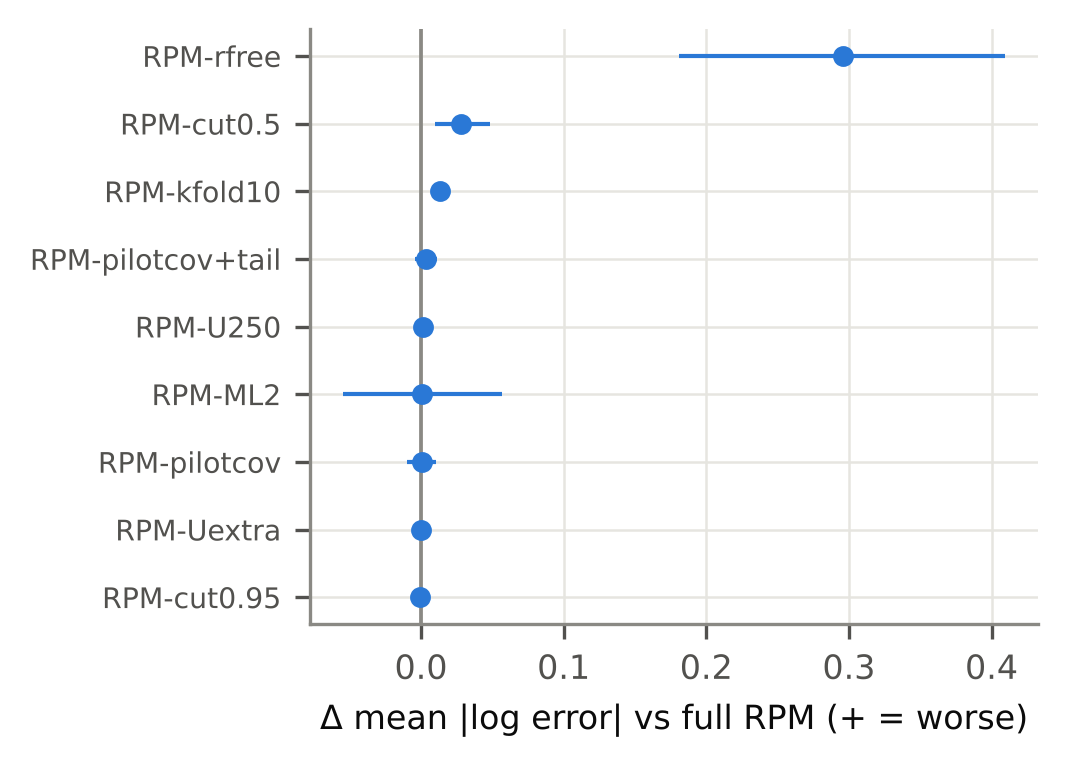 RPM-rfree
RPM-cut0.5
RPM-kfold10
RPM-pilotcov+tail
RPM-U250
RPM-ML2
RPM-pilotcov
RPM-Uextra
RPM-cut0.95
0.0 0.1 0.2 0.3 0.4
Δ mean |log error| vs full RPM (+ = worse)